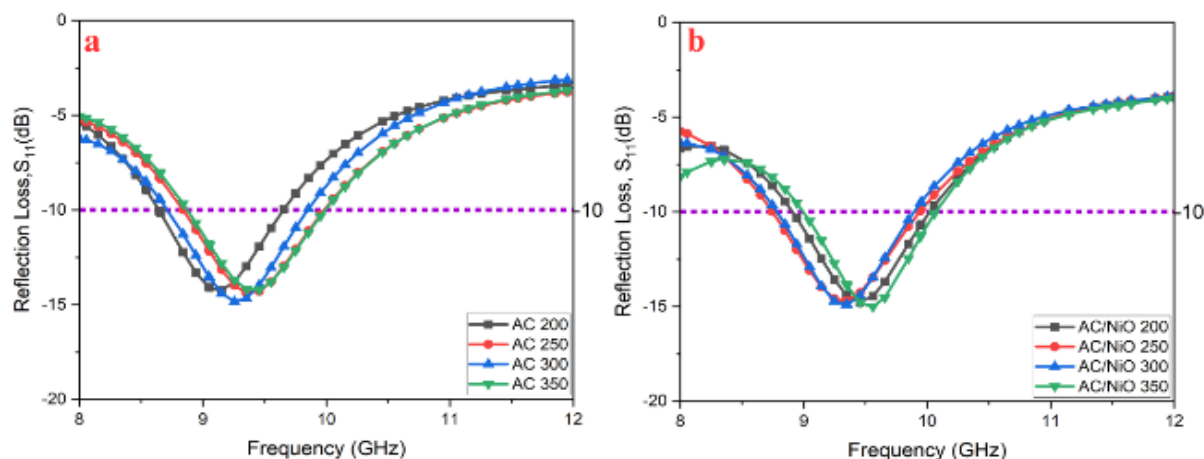 a
Reflection Loss,S11(dB)
0
-5
-10
-15
-20
-10
AC 200
AC 250
AC 300
AC 350
8
9
10
11
12
Frequency (GHz)
b
Reflection Loss, S11(dB)
0
-5
-10
-15
-20
-10
AC/NiO 200
AC/NiO 250
AC/NiO 300
AC/NiO 350
8
9
10
11
12
Frequency (GHz)